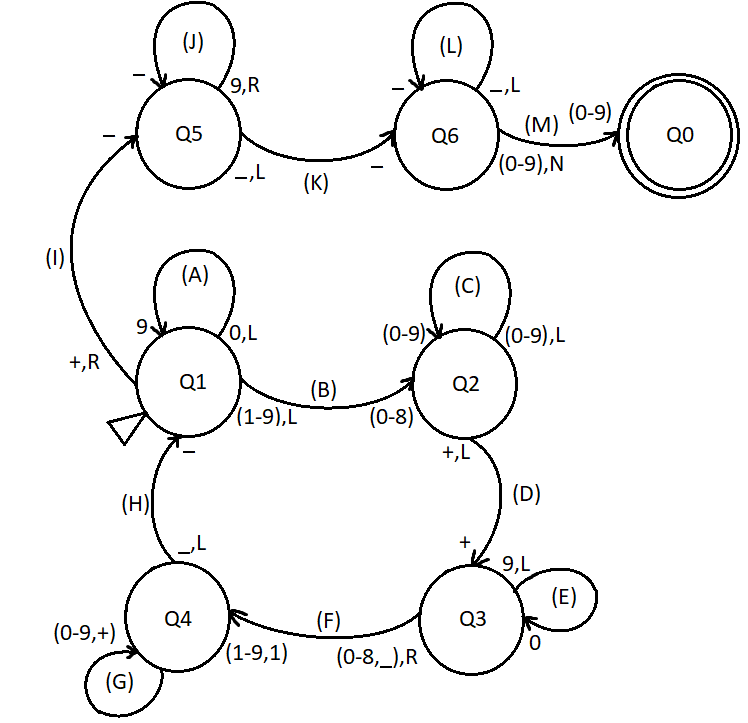 (J)
(L)
–
9,R
–
_,L
(M)
(0-9)
–
Q5
Q6
Q0
_,L
(K)
–
(0-9),N
(I)
(A)
(C)
9
0,L
(0-9)
(0-9),L
+,R
Q1
(B)
Q2
(1-9),L
(0-8)
–
+,L
(H)
(D)
_,L
+
9,L
(E)
Q4
(F)
Q3
(0-9,+)
(1-9,1)
(0-8,_),R
0
(G)